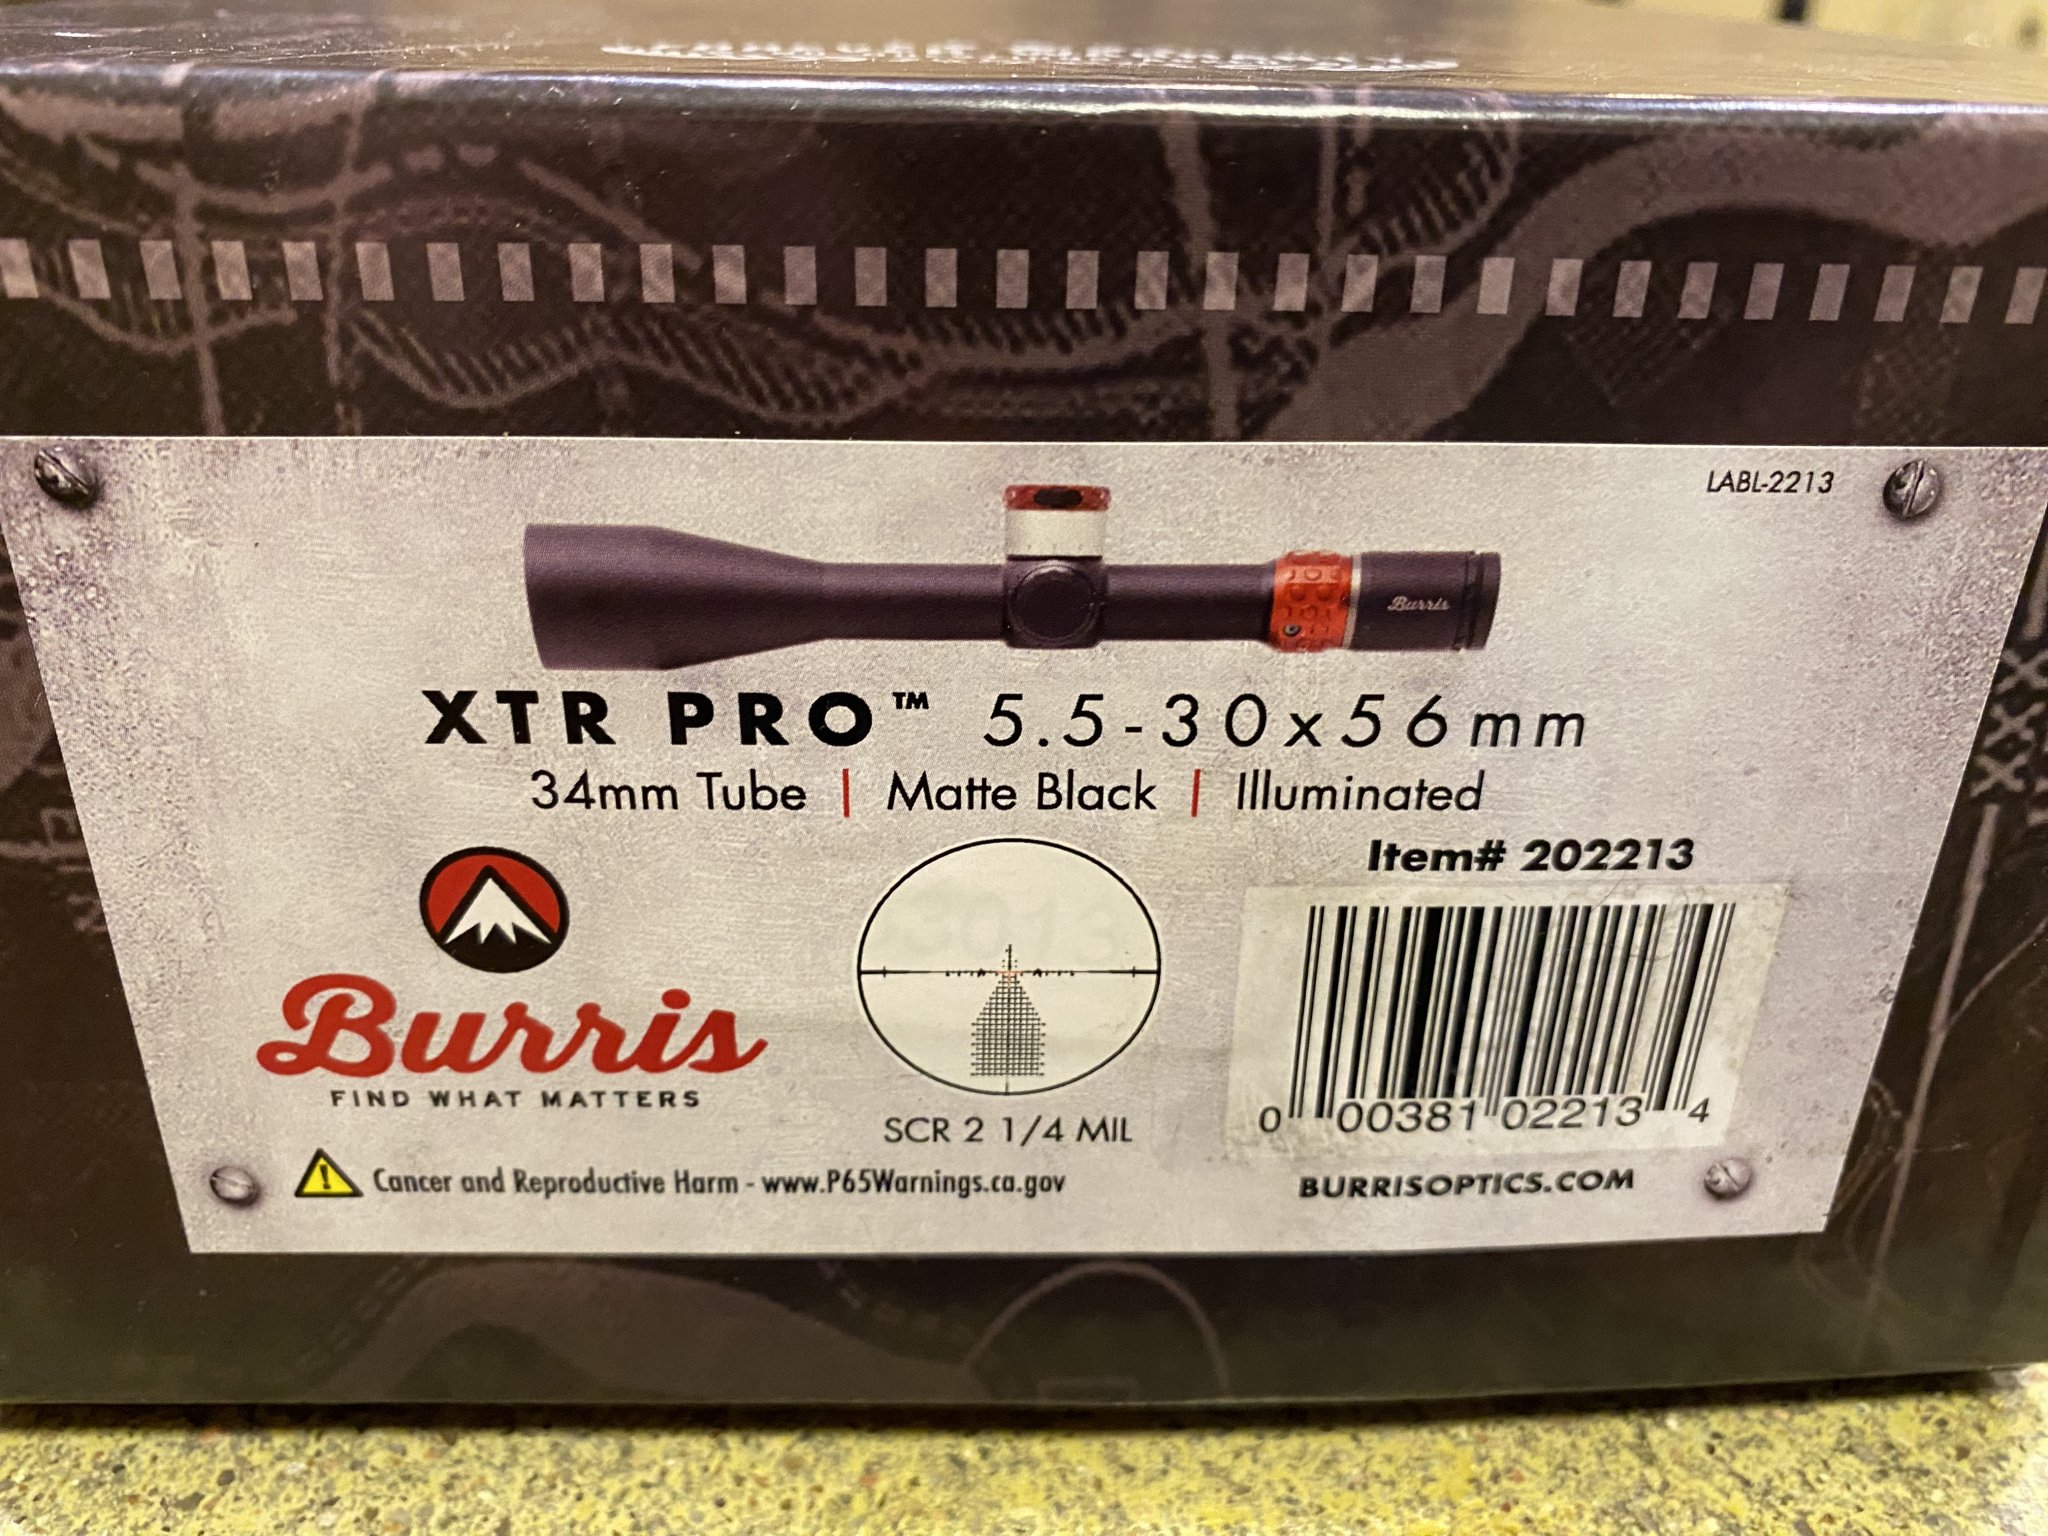 LABL-2213
Burris
XTR PRO™ 5.5-30x56mm
34mm Tube | Matte Black | Illuminated
Item# 202213
Burris
FIND WHAT MATTERS
SCR 2 1/4 MIL
0 00381 02213 4
Cancer and Reproductive Harm - www.P65Warnings.ca.gov
BURRISOPTICS.COM